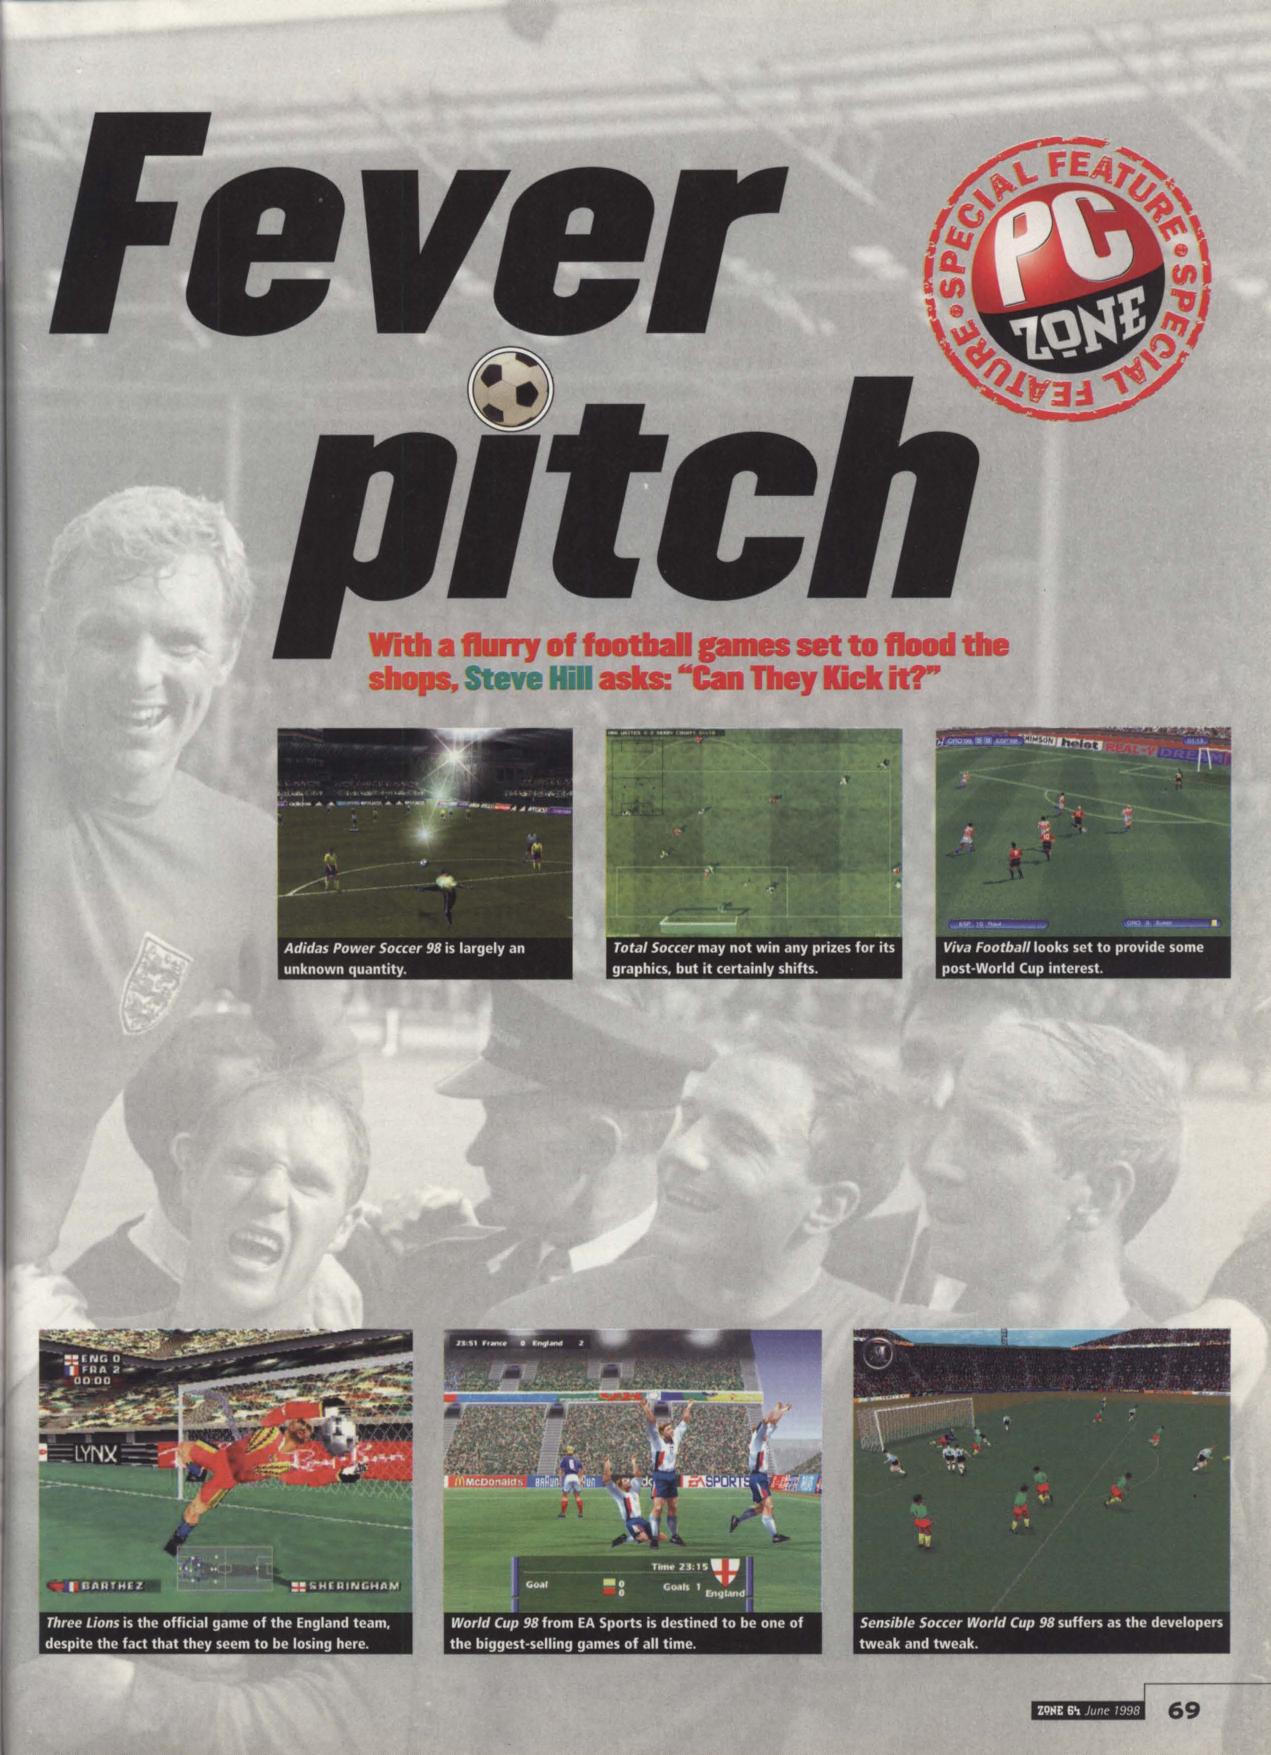 Fever
pitch
SPECIAL FEATURE • SPECIAL FEATURE •
PC
ZONE
With a flurry of football games set to flood the
shops, Steve Hill asks: “Can They Kick it?”
Adidas Power Soccer 98 is largely an
unknown quantity.
Total Soccer may not win any prizes for its
graphics, but it certainly shifts.
helot REAL-Y DREAM
Viva Football looks set to provide some
post-World Cup interest.
ENG 0
FRA 2
00:00
LYNX
BARTHEZ
SHERINGHAM
Three Lions is the official game of the England team,
despite the fact that they seem to be losing here.
23:51 France 0 England 2
McDonalds
EA SPORTS
Time 23:15
Goal
0
0
Goals 1
England
World Cup 98 from EA Sports is destined to be one of
the biggest-selling games of all time.
Sensible Soccer World Cup 98 suffers as the developers
tweak and tweak.
ZONE 64 June 1998
69